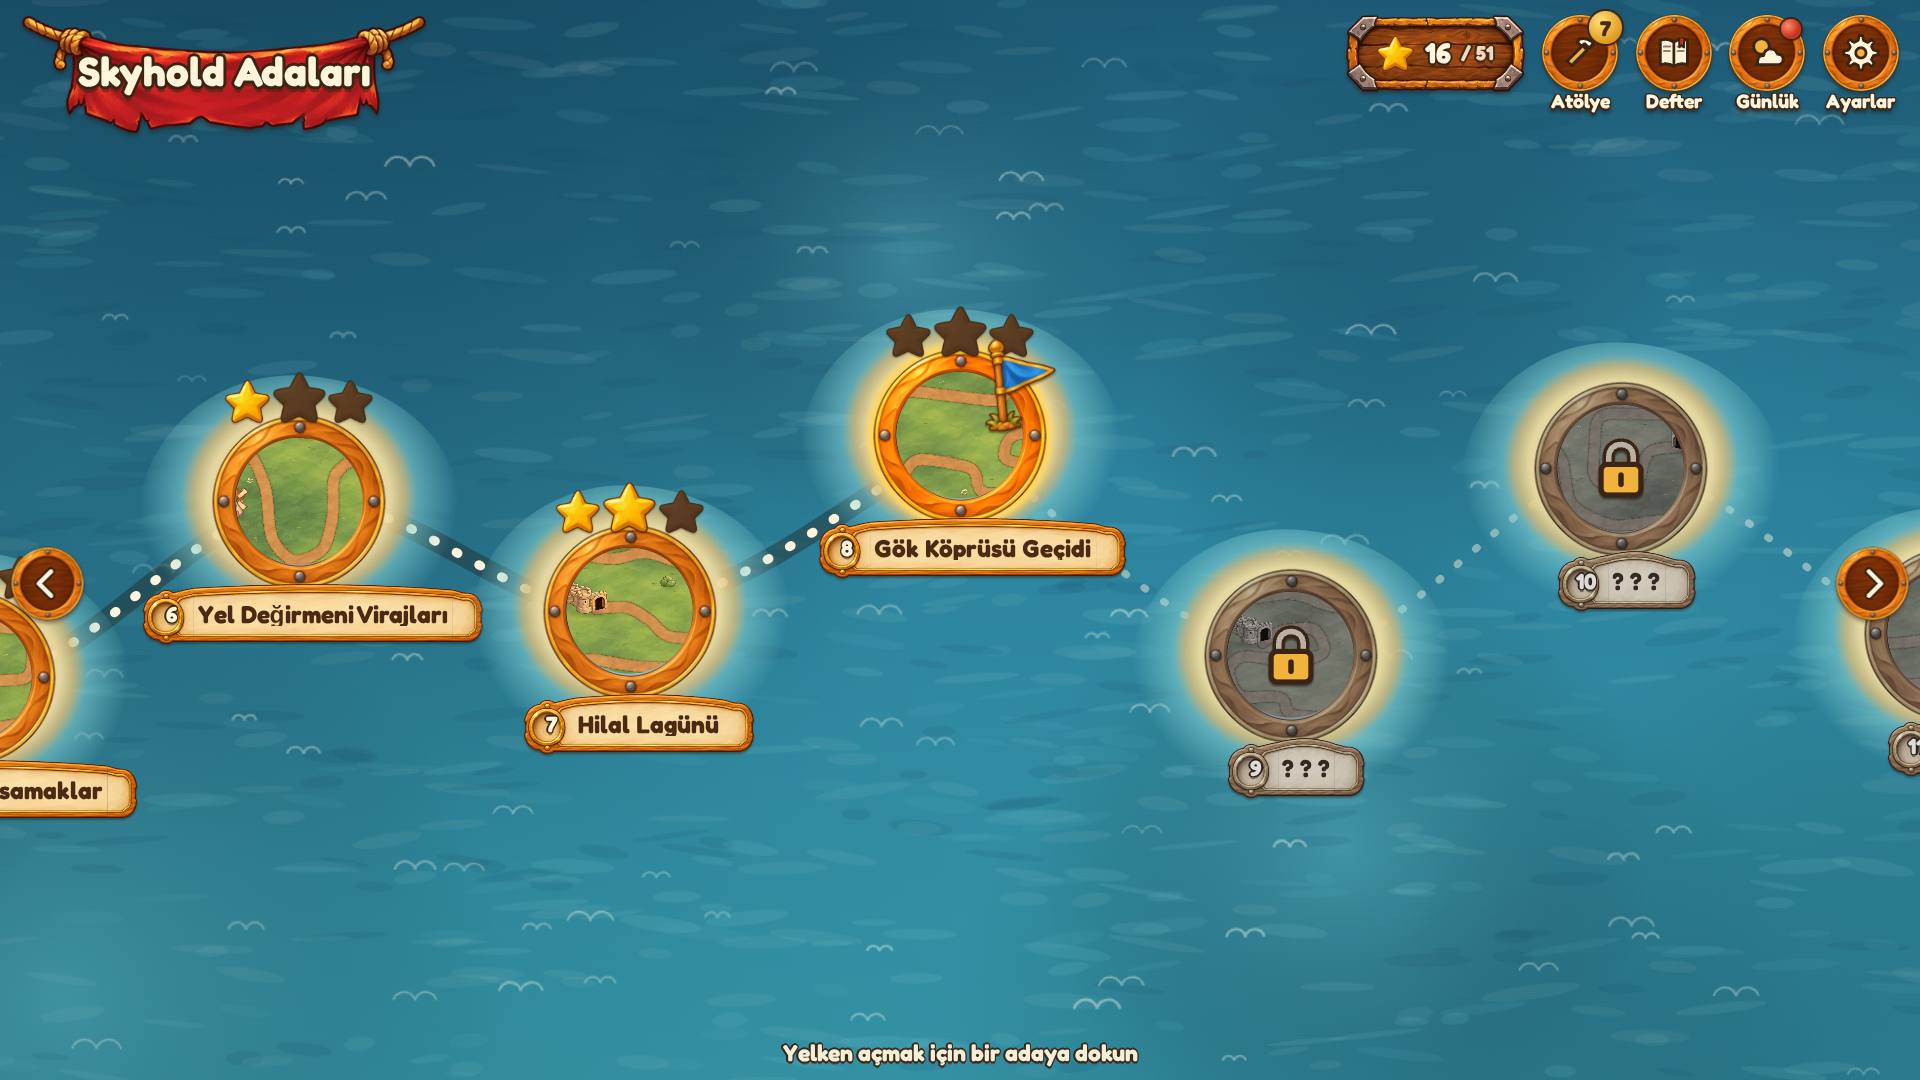 Skyhold Adaları
16 / 51
7
Atölye
Defter
Günlük
Ayarlar
6 Yel Değirmeni Virajları
7 Hilal Lagünü
8 Gök Köprüsü Geçidi
9 ???
10 ???
11
samaklar
Yelken açmak için bir adaya dokun